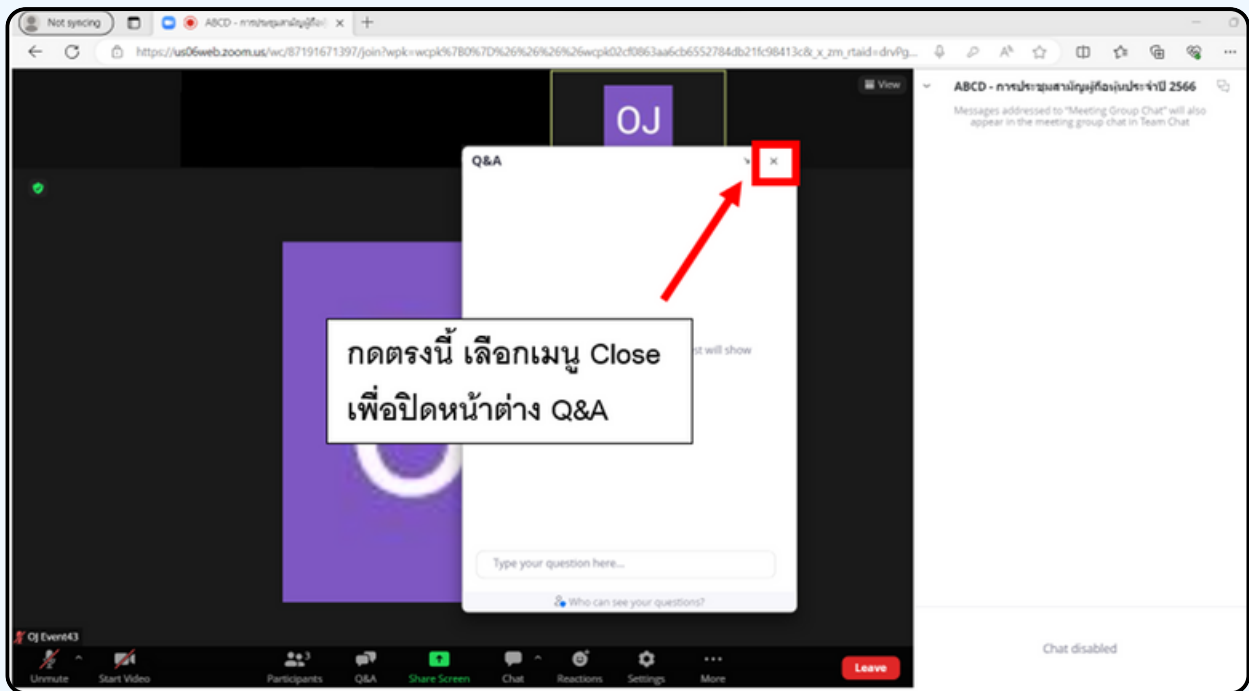 Not syncing
ABCD - การประชุมสามัญผู้ถือหุ้
https://us06web.zoom.us/wc/87191671397/join?wpk=wcpk%7B0%7D%26%26%26%26wcpk02cf0863aa6cb6552784db21fc98413c&_x_zm_rtaid=drvPg...
View
ABCD - การประชุมสามัญผู้ถือหุ้นประจำปี 2566
Messages addressed to "Meeting Group Chat" will also
appear in the meeting group chat in Team Chat
OJ
Q&A
กดตรงนี้ เลือกเมนู Close
เพื่อปิดหน้าต่าง Q&A
st will show
Type your question here...
Who can see your questions?
OJ Event43
Chat disabled
3
Unmute Start Video Participants Q&A Share Screen Chat Reactions Settings More Leave